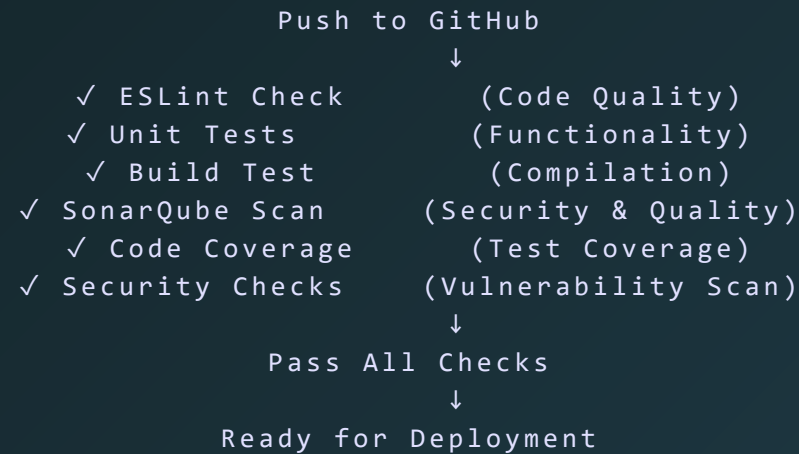 Push to GitHub
↓
✓ ESLint Check (Code Quality)
✓ Unit Tests (Functionality)
✓ Build Test (Compilation)
✓ SonarQube Scan (Security & Quality)
✓ Code Coverage (Test Coverage)
✓ Security Checks (Vulnerability Scan)
↓
Pass All Checks
↓
Ready for Deployment